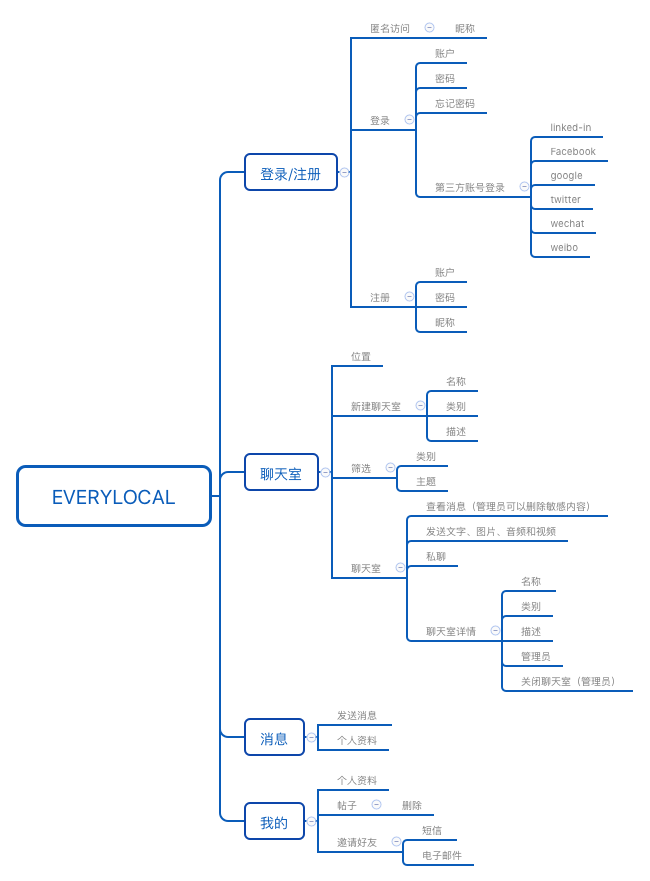 EVERYLOCAL
登录/注册
匿名访问
昵称
登录
账户
密码
忘记密码
第三方账号登录
linked-in
Facebook
google
twitter
wechat
weibo
注册
账户
密码
昵称
聊天室
位置
新建聊天室
名称
类别
描述
筛选
类别
主题
聊天室
查看消息（管理员可以删除敏感内容）
发送文字、图片、音频和视频
私聊
聊天室详情
名称
类别
描述
管理员
关闭聊天室（管理员）
消息
发送消息
个人资料
我的
个人资料
帖子
删除
邀请好友
短信
电子邮件